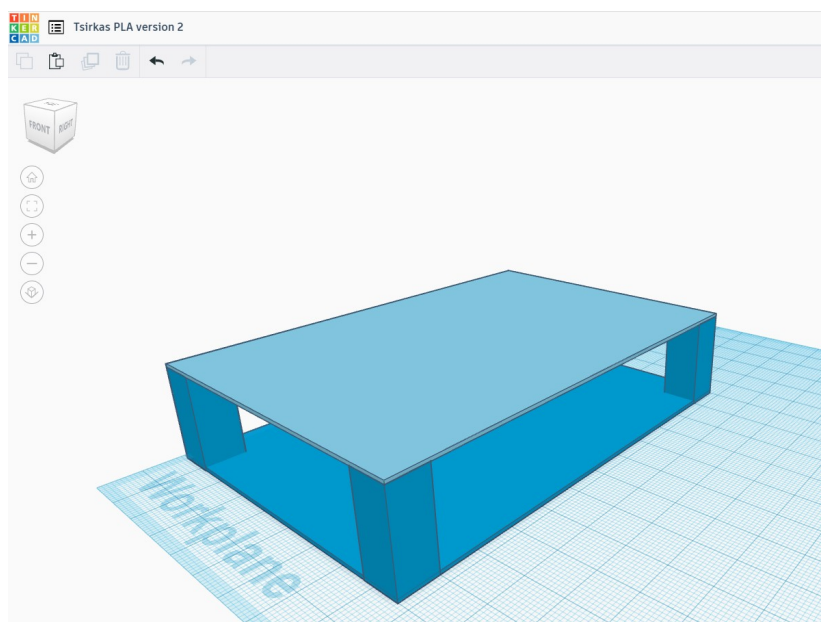 TIN
KER
CAD
Tsirkas PLA version 2
FRONT
RIGHT
Workplane